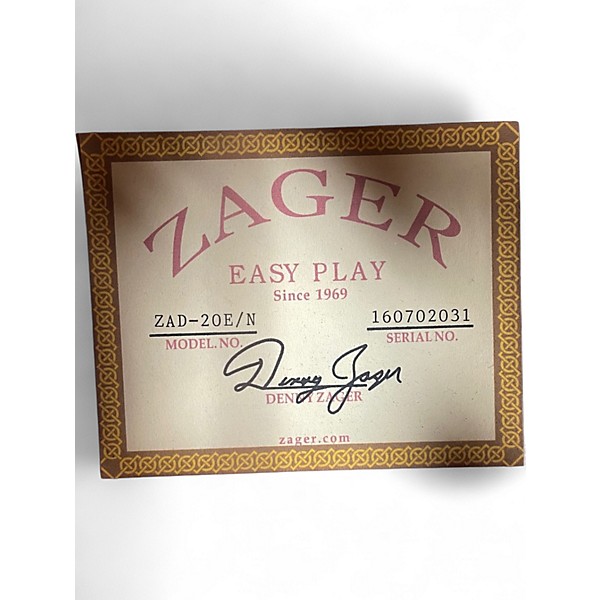 ZAGER
EASY PLAY
Since 1969
ZAD-20E/N 160702031
MODEL.NO. SERIAL NO.
Denny Zager
DENNY ZAGER
zager.com